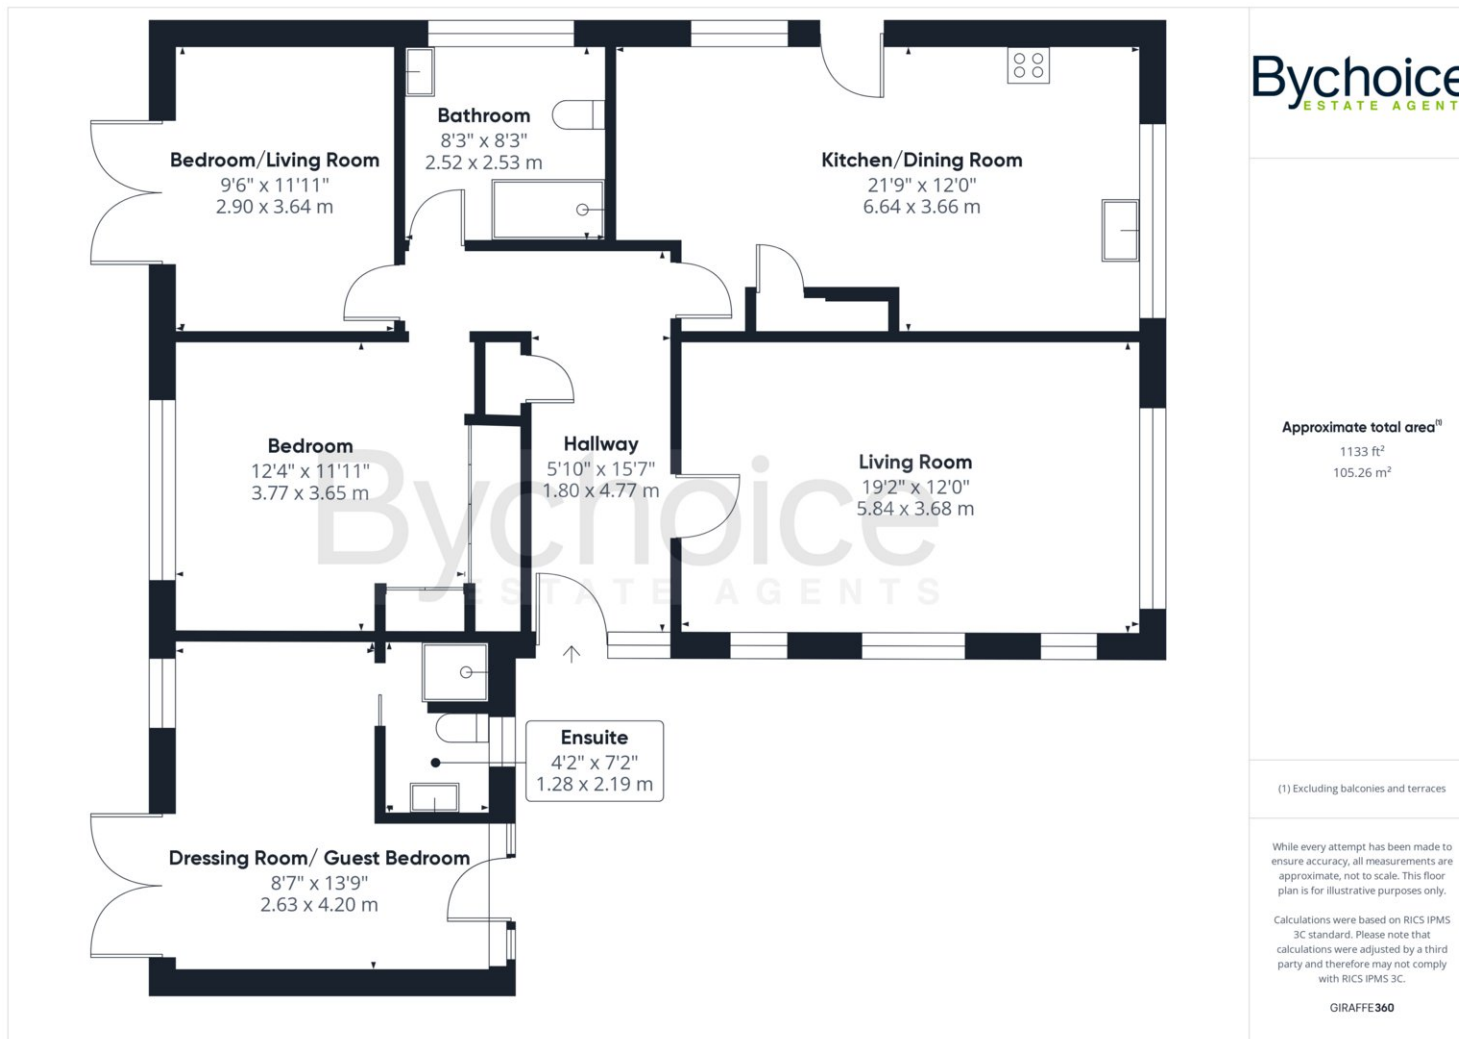 Bathroom
8'3" x 8'3"
2.52 x 2.53 m
Bedroom/Living Room
9'6" x 11'11"
2.90 x 3.64 m
Kitchen/Dining Room
21'9" x 12'0"
6.64 x 3.66 m
Bedroom
12'4" x 11'11"
3.77 x 3.65 m
Hallway
5'10" x 15'7"
1.80 x 4.77 m
Living Room
19'2" x 12'0"
5.84 x 3.68 m
Bychoice
ESTATE AGENTS
Ensuite
4'2" x 7'2"
1.28 x 2.19 m
Dressing Room/ Guest Bedroom
8'7" x 13'9"
2.63 x 4.20 m
Bychoice
ESTATE AGENT
Approximate total area(1)
1133 ft²
105.26 m²
(1) Excluding balconies and terraces
While every attempt has been made to
ensure accuracy, all measurements are
approximate, not to scale. This floor
plan is for illustrative purposes only.
Calculations were based on RICS IPMS
3C standard. Please note that
calculations were adjusted by a third
party and therefore may not comply
with RICS IPMS 3C.
GIRAFFE360